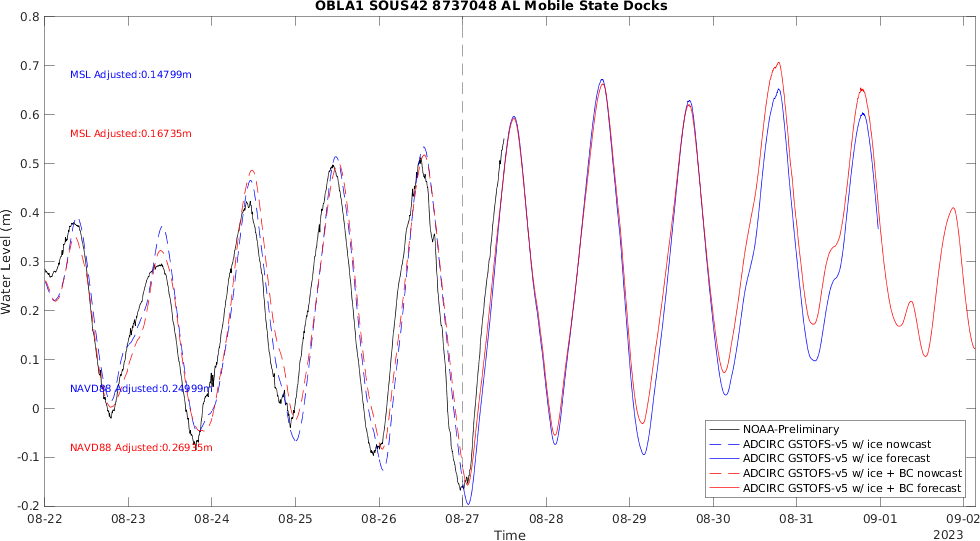 OBLA1 SOUS42 8737048 AL Mobile State Docks
0.8
0.7
MSL Adjusted:0.14799m
0.6
MSL Adjusted:0.16735m
0.5
0.4
0.3
Water Level (m)
0.2
0.1
NAVD88 Adjusted:0.24999m
0
NAVD88 Adjusted:0.26935m
-0.1
-0.2
NOAA-Preliminary
ADCIRC GSTOFS-v5 w/ ice nowcast
ADCIRC GSTOFS-v5 w/ ice forecast
ADCIRC GSTOFS-v5 w/ ice + BC nowcast
ADCIRC GSTOFS-v5 w/ ice + BC forecast
08-22 08-23 08-24 08-25 08-26 08-27 08-28 08-29 08-30 08-31 09-01 09-02
Time
2023